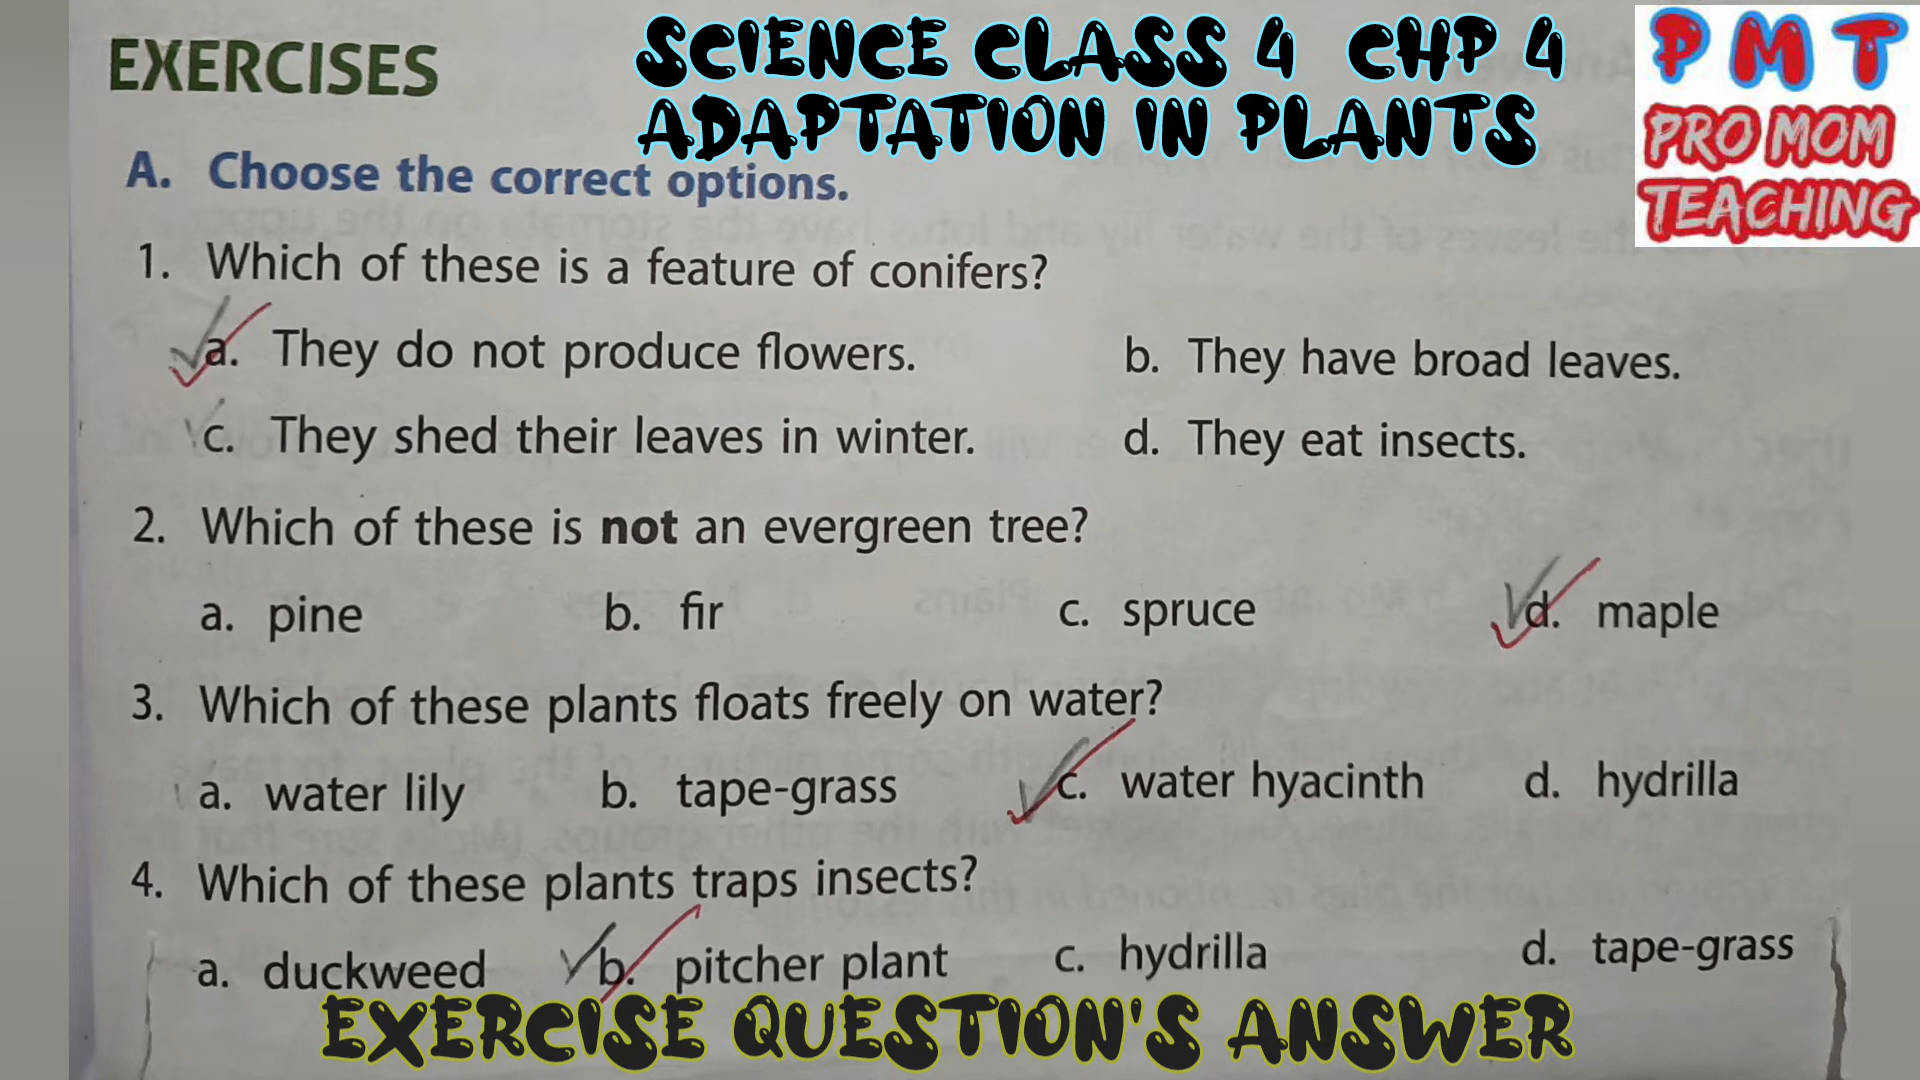 EXERCISES
SCIENCE CLASS 4 CHP 4
ADAPTATION IN PLANTS
PMT
PRO MOM
TEACHING
A. Choose the correct options.
1. Which of these is a feature of conifers?
a. They do not produce flowers. b. They have broad leaves.
c. They shed their leaves in winter. d. They eat insects.
2. Which of these is not an evergreen tree?
a. pine b. fir c. spruce d. maple
3. Which of these plants floats freely on water?
a. water lily b. tape-grass c. water hyacinth d. hydrilla
4. Which of these plants traps insects?
a. duckweed b. pitcher plant c. hydrilla d. tape-grass
EXERCISE QUESTION'S ANSWER